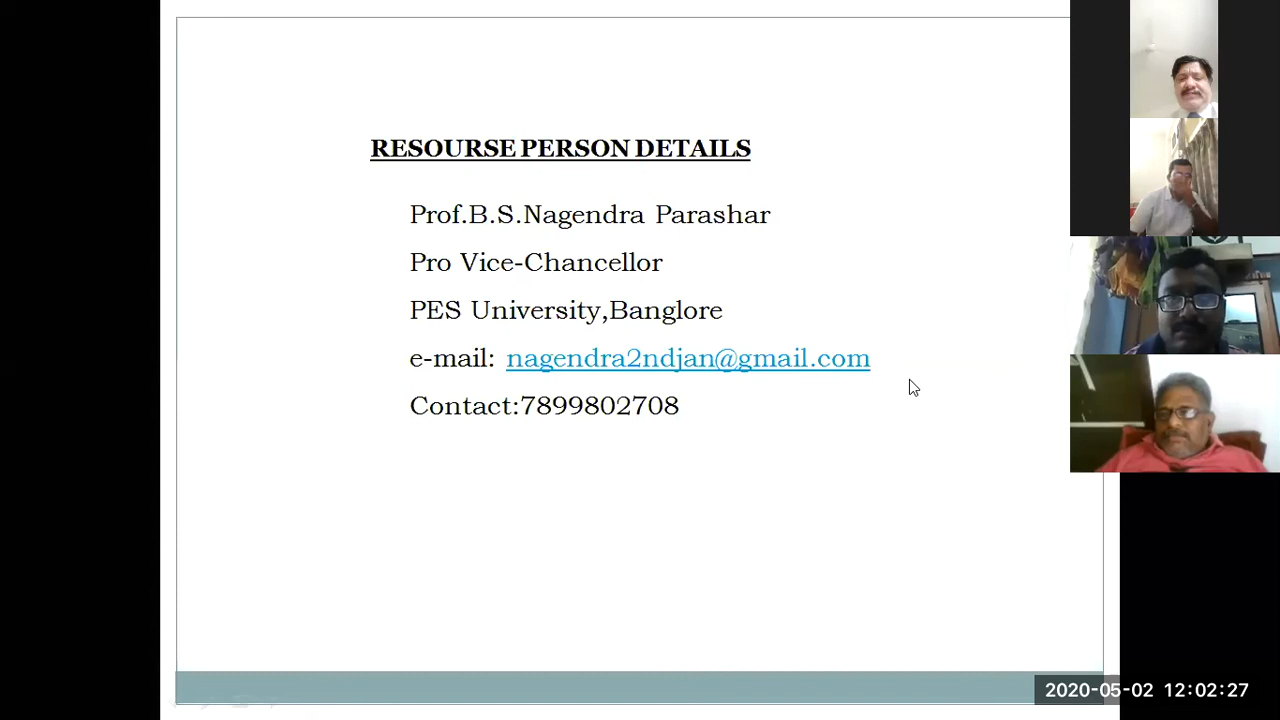 RESOURSE PERSON DETAILS
Prof.B.S.Nagendra Parashar
Pro Vice-Chancellor
PES University,Banglore
e-mail: nagendra2ndjan@gmail.com
Contact:7899802708
2020-05-02 12:02:27